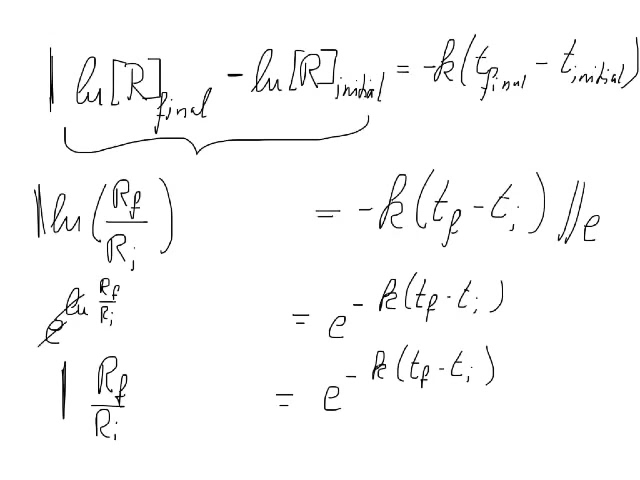 | ln[R]final - ln[R]initial = -k(tfinal - tinitial)
|| ln(Rf/Ri) = -k(tf - ti) //e
e^ln Rf/Ri = e^-k(tf - ti)
| Rf/Ri = e^-k(tf - ti)